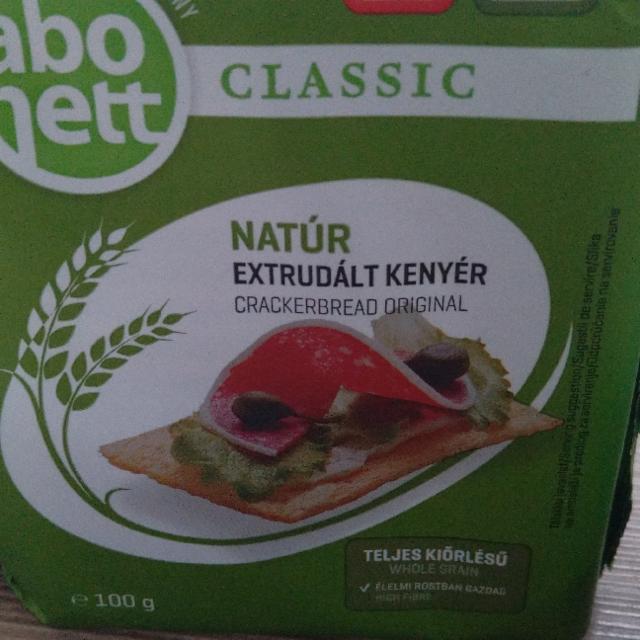 abo
nett
CLASSIC
NATÚR
EXTRUDÁLT KENYÉR
CRACKERBREAD ORIGINAL
TELJES KIŐRLÉSŰ
WHOLE GRAIN
✓ ÉLELMI ROSTBAN GAZDAG
HIGH FIBRE
℮ 100 g